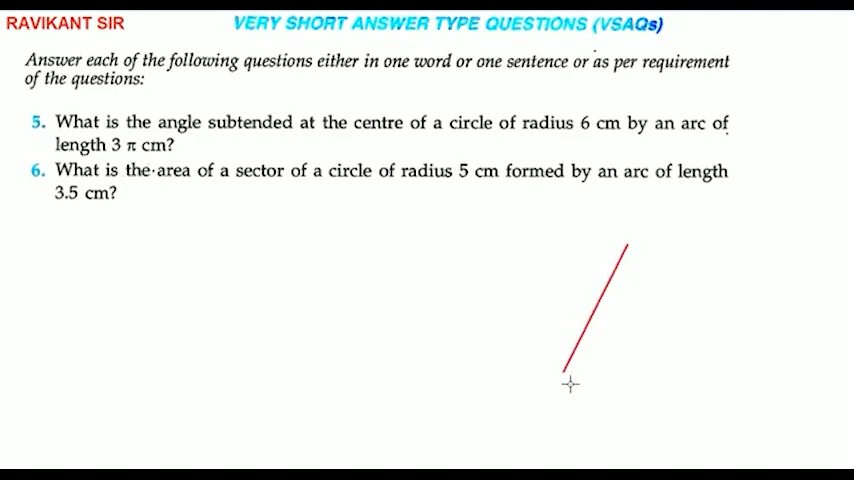 RAVIKANT SIR
VERY SHORT ANSWER TYPE QUESTIONS (VSAQs)
Answer each of the following questions either in one word or one sentence or as per requirement
of the questions:
5. What is the angle subtended at the centre of a circle of radius 6 cm by an arc of
length 3 π cm?
6. What is the area of a sector of a circle of radius 5 cm formed by an arc of length
3.5 cm?